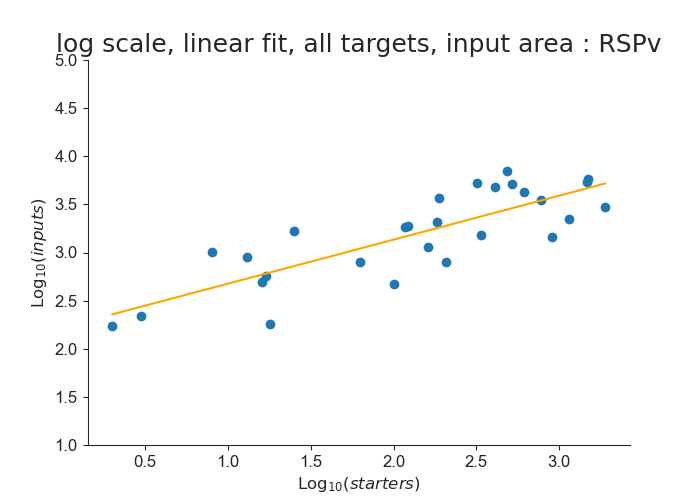 log scale, linear fit, all targets, input area : RSPv
5.0
4.5
4.0
3.5
3.0
2.5
2.0
1.5
1.0
Log10(inputs)
0.5 1.0 1.5 2.0 2.5 3.0
Log10(starters)